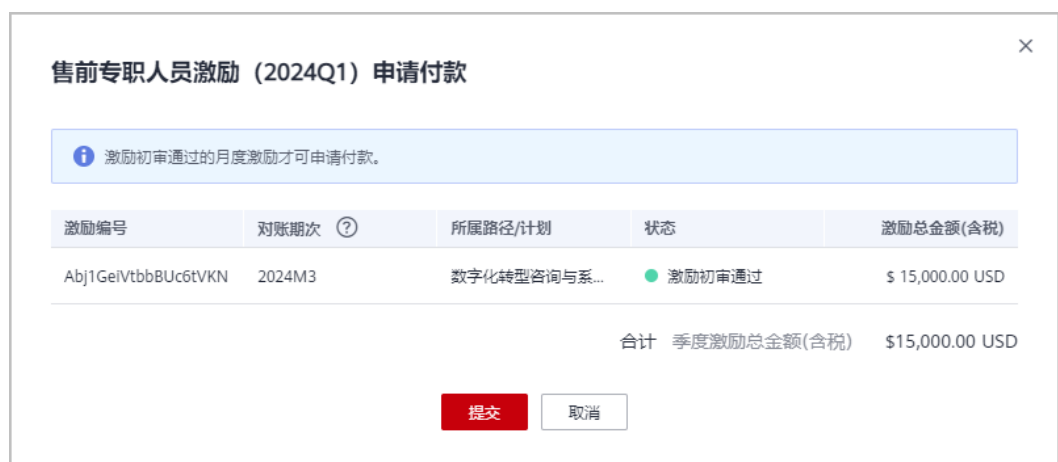 售前专职人员激励（2024Q1）申请付款
激励初审通过的月度激励才可申请付款。
激励编号 对账期次 所属路径/计划 状态 激励总金额(含税)
Abj1GeiVtbbBUc6tVKN 2024M3 数字化转型咨询与系... 激励初审通过 $ 15,000.00 USD
合计 季度激励总金额(含税) $15,000.00 USD
提交 取消